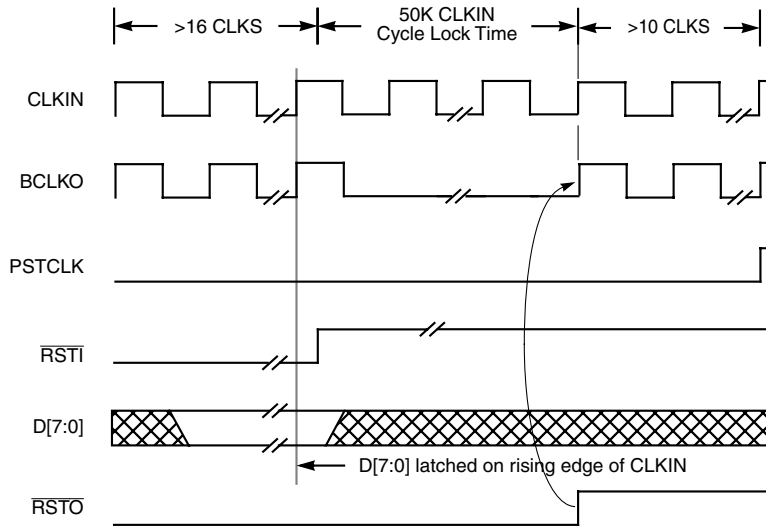 >16 CLKS
50K CLKIN
Cycle Lock Time
>10 CLKS
CLKIN
BCLKO
PSTCLK
RSTI
D[7:0]
D[7:0] latched on rising edge of CLKIN
RSTO